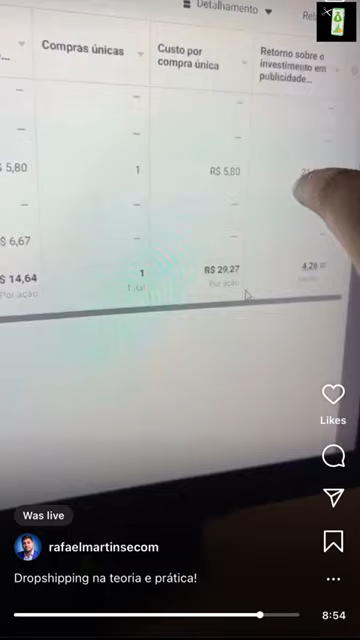 Detalhamento
Compras únicas
Custo por
compra única
Retorno sobre o
investimento em
publicidade...
5,80
1
R$ 5,80
$ 6,67
$ 14,64
Por ação
1
Total
R$ 29,27
Por ação
4,26
Likes
Was live
rafaelmartinsecom
Dropshipping na teoria e prática!
8:54